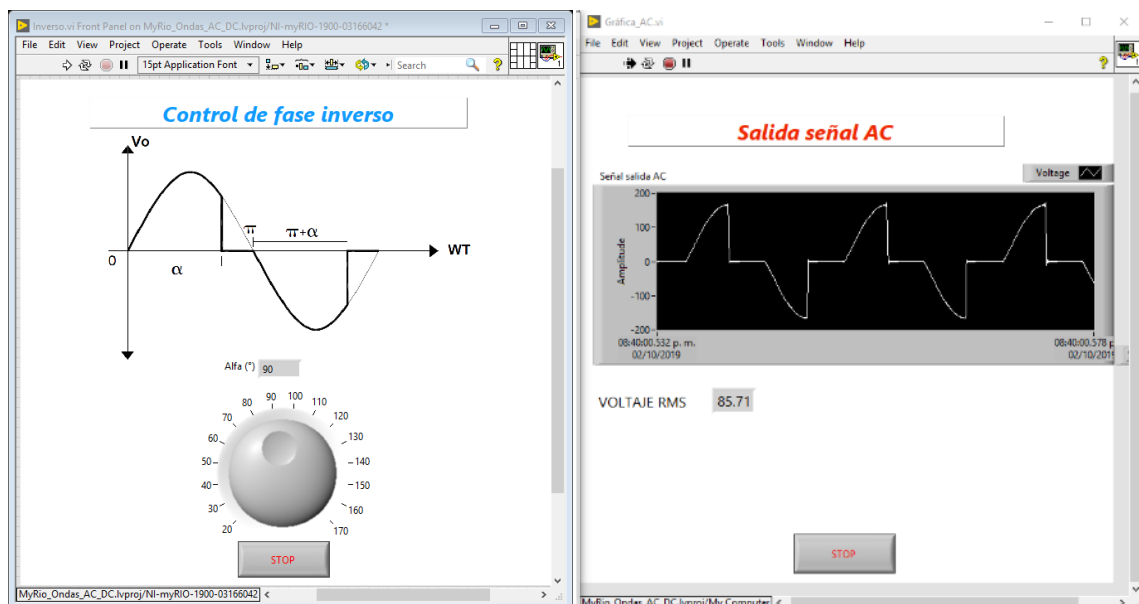 Inverso.vi Front Panel on MyRio_Ondas_AC_DC.lvproj/NI-myRIO-1900-03166042 *
File Edit View Project Operate Tools Window Help
15pt Application Font
Search
Control de fase inverso
Vo
π
π+α
WT
0
α
Alfa (°) 90
20 30 40 50 60 70 80 90 100 110 120 130 140 150 160 170
STOP
MyRio_Ondas_AC_DC.lvproj/NI-myRIO-1900-03166042
Gráfica_AC.vi
File Edit View Project Operate Tools Window Help
Salida señal AC
Señal salida AC
Voltage
Amplitude
200
100
0
-100
-200
08:40:00.532 p. m.
02/10/2019
08:40:00.578 p
02/10/2019
VOLTAJE RMS 85.71
STOP
MyRio_Ondas_AC_DC.lvproj/My Computer